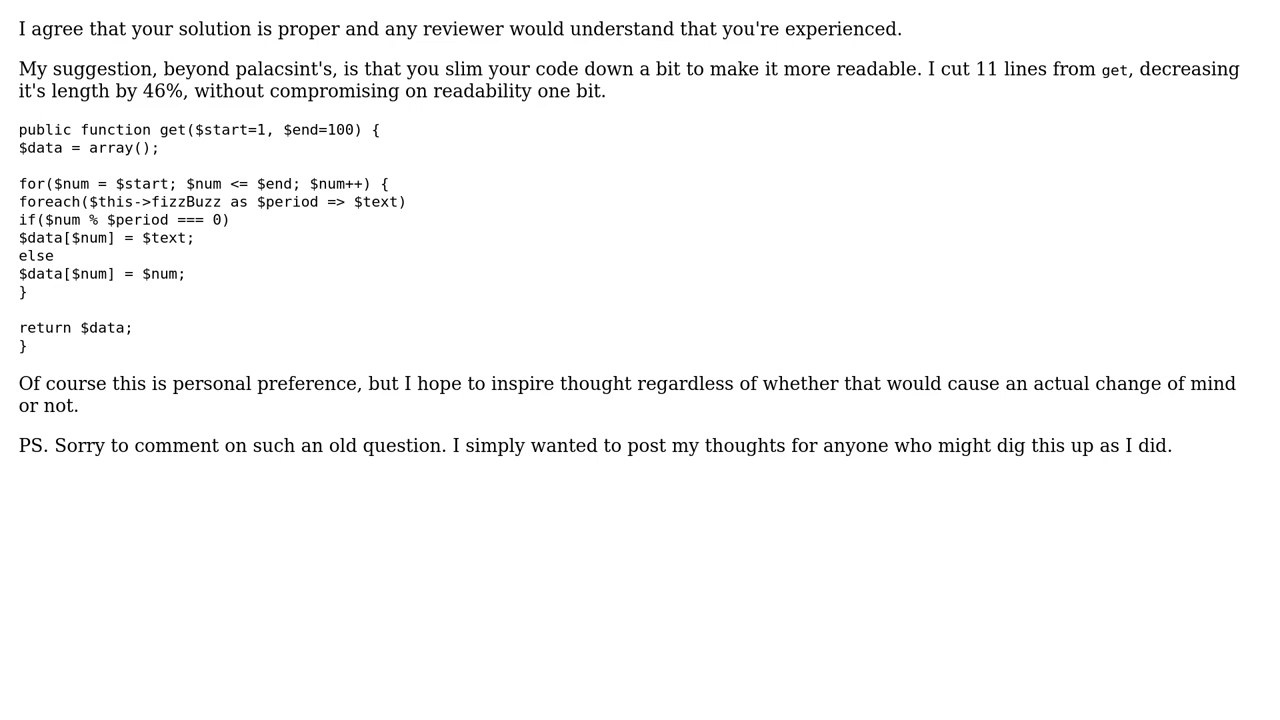 I agree that your solution is proper and any reviewer would understand that you're experienced.
My suggestion, beyond palacsint's, is that you slim your code down a bit to make it more readable. I cut 11 lines from get, decreasing
it's length by 46%, without compromising on readability one bit.
public function get($start=1, $end=100) {
$data = array();
for($num = $start; $num <= $end; $num++) {
foreach($this->fizzBuzz as $period => $text)
if($num % $period === 0)
$data[$num] = $text;
else
$data[$num] = $num;
}
return $data;
}
Of course this is personal preference, but I hope to inspire thought regardless of whether that would cause an actual change of mind
or not.
PS. Sorry to comment on such an old question. I simply wanted to post my thoughts for anyone who might dig this up as I did.